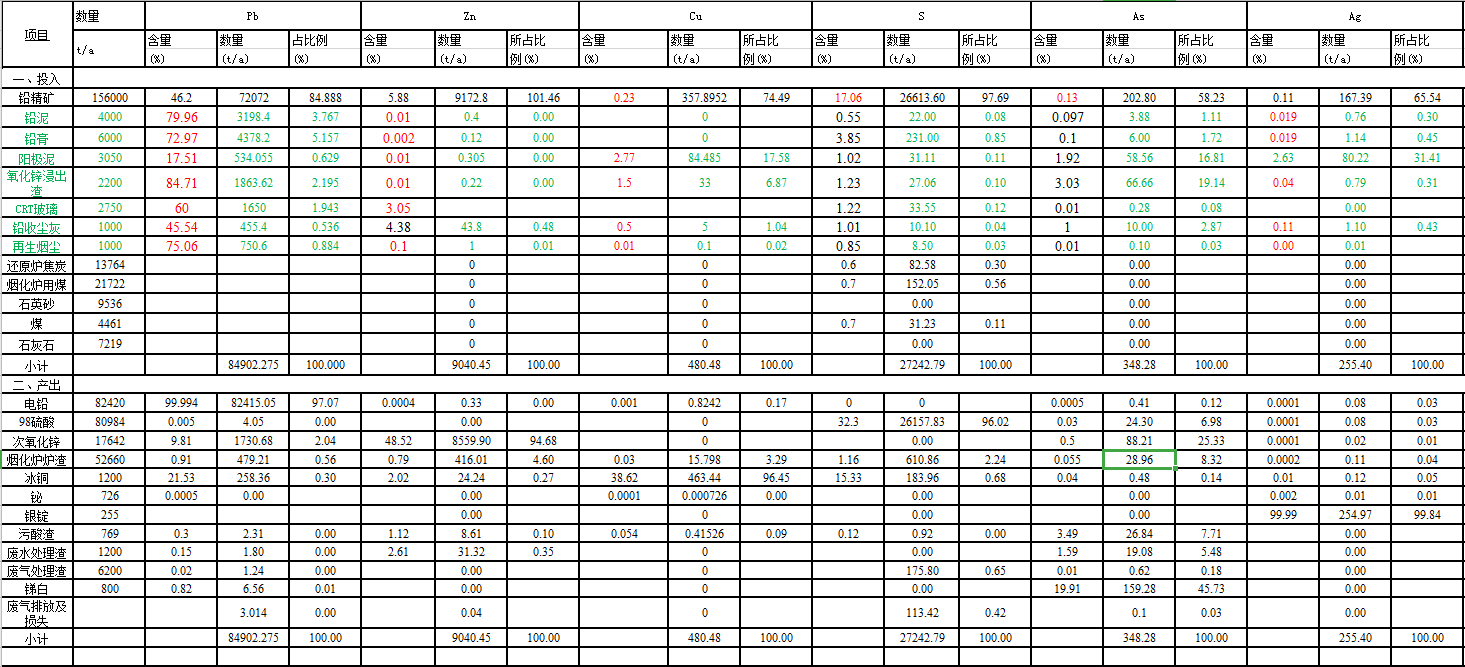 项目 数量 Pb Zn Cu S As Ag
t/a 含量(%) 数量(t/a) 占比例(%) 含量(%) 数量(t/a) 所占比例(%) 含量(%) 数量(t/a) 所占比例(%) 含量(%) 数量(t/a) 所占比例(%) 含量(%) 数量(t/a) 所占比例(%) 含量(%) 数量(t/a) 所占比例(%)
一、投入
铅精矿 156000 46.2 72072 84.888 5.88 9172.8 101.46 0.23 357.8952 74.49 17.06 26613.60 97.69 0.13 202.80 58.23 0.11 167.39 65.54
铅泥 4000 79.96 3198.4 3.767 0.01 0.4 0.00 0 0.55 22.00 0.08 0.097 3.88 1.11 0.019 0.76 0.30
铅膏 6000 72.97 4378.2 5.157 0.002 0.12 0.00 0 3.85 231.00 0.85 0.1 6.00 1.72 0.019 1.14 0.45
阳极泥 3050 17.51 534.055 0.629 0.01 0.305 0.00 2.77 84.485 17.58 1.02 31.11 0.11 1.92 58.56 16.81 2.63 80.22 31.41
氧化锌浸出渣 2200 84.71 1863.62 2.195 0.01 0.22 0.00 1.5 33 6.87 1.23 27.06 0.10 3.03 66.66 19.14 0.04 0.79 0.31
CRT玻璃 2750 60 1650 1.943 3.05 1.22 33.55 0.12 0.01 0.28 0.08 0.00
铅收尘灰 1000 45.54 455.4 0.536 4.38 43.8 0.48 0.5 5 1.04 1.01 10.10 0.04 1 10.00 2.87 0.11 1.10 0.43
再生烟尘 1000 75.06 750.6 0.884 0.1 1 0.01 0.01 0.1 0.02 0.85 8.50 0.03 0.01 0.10 0.03 0.00 0.01
还原炉焦炭 13764 0 0 0.6 82.58 0.30 0.00 0.00
烟化炉用煤 21722 0 0 0.7 152.05 0.56 0.00 0.00
石英砂 9536 0 0 0.00 0.00 0.00
煤 4461 0 0 0.7 31.23 0.11 0.00 0.00
石灰石 7219 0 0 0.00 0.00 0.00
小计 84902.275 100.000 9040.45 100.00 480.48 100.00 27242.79 100.00 348.28 100.00 255.40 100.00
二、产出
电铅 82420 99.994 82415.05 97.07 0.0004 0.33 0.00 0.001 0.8242 0.17 0 0 0.0005 0.41 0.12 0.0001 0.08 0.03
98硫酸 80984 0.005 4.05 0.00 0.00 0 32.3 26157.83 96.02 0.03 24.30 6.98 0.0001 0.08 0.03
次氧化锌 17642 9.81 1730.68 2.04 48.52 8559.90 94.68 0 0.00 0.5 88.21 25.33 0.0001 0.02 0.01
烟化炉炉渣 52660 0.91 479.21 0.56 0.79 416.01 4.60 0.03 15.798 3.29 1.16 610.86 2.24 0.055 28.96 8.32 0.0002 0.11 0.04
冰铜 1200 21.53 258.36 0.30 2.02 24.24 0.27 38.62 463.44 96.45 15.33 183.96 0.68 0.04 0.48 0.14 0.01 0.12 0.05
铋 726 0.0005 0.00 0.00 0.0001 0.000726 0.00 0.00 0.00 0.002 0.01 0.01
银锭 255 0.00 0 0.00 0.00 99.99 254.97 99.84
污酸渣 769 0.3 2.31 0.00 1.12 8.61 0.10 0.054 0.41526 0.09 0.12 0.92 0.00 3.49 26.84 7.71 0.00
废水处理渣 1200 0.15 1.80 0.00 2.61 31.32 0.35 0 0.00 1.59 19.08 5.48 0.00
废气处理渣 6200 0.02 1.24 0.00 0.00 0 175.80 0.65 0.01 0.62 0.18 0.00
锑白 800 0.82 6.56 0.01 0.00 0 0.00 19.91 159.28 45.73 0.00
废气排放及损失 3.014 0.00 0.04 0 113.42 0.42 0.1 0.03 0.00
小计 84902.275 100.00 9040.45 100.00 480.48 100.00 27242.79 100.00 348.28 100.00 255.40 100.00